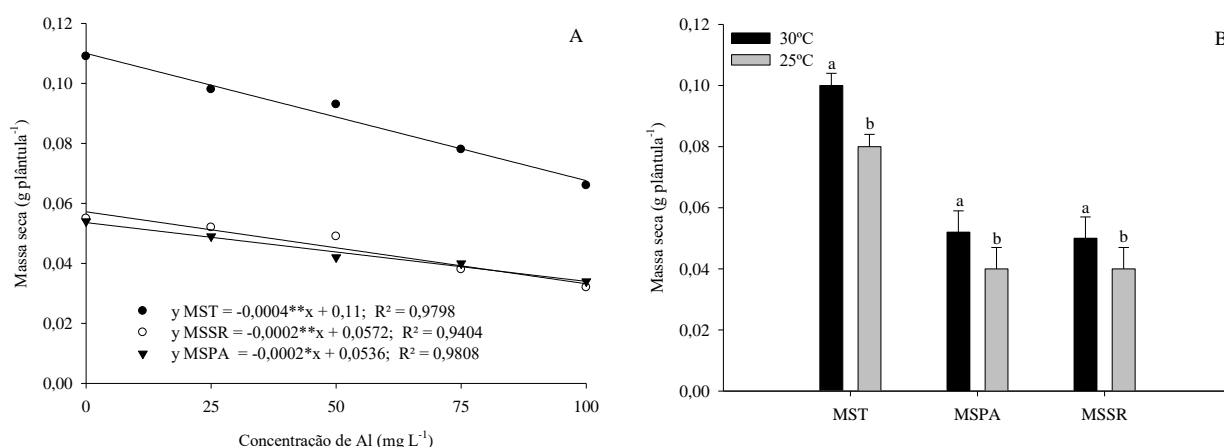 A
Massa seca (g plântula-1)
0,12
0,10
0,08
0,06
0,04
0,02
0,00
y MST = -0,0004**x + 0,11; R² = 0,9798
y MSSR = -0,0002**x + 0,0572; R² = 0,9404
y MSPA = -0,0002*x + 0,0536; R² = 0,9808
0 25 50 75 100
Concentração de Al (mg L-1)
B
Massa seca (g plântula-1)
0,12
0,10
0,08
0,06
0,04
0,02
0,00
30ºC
25ºC
a
b
a
b
a
b
MST MSPA MSSR